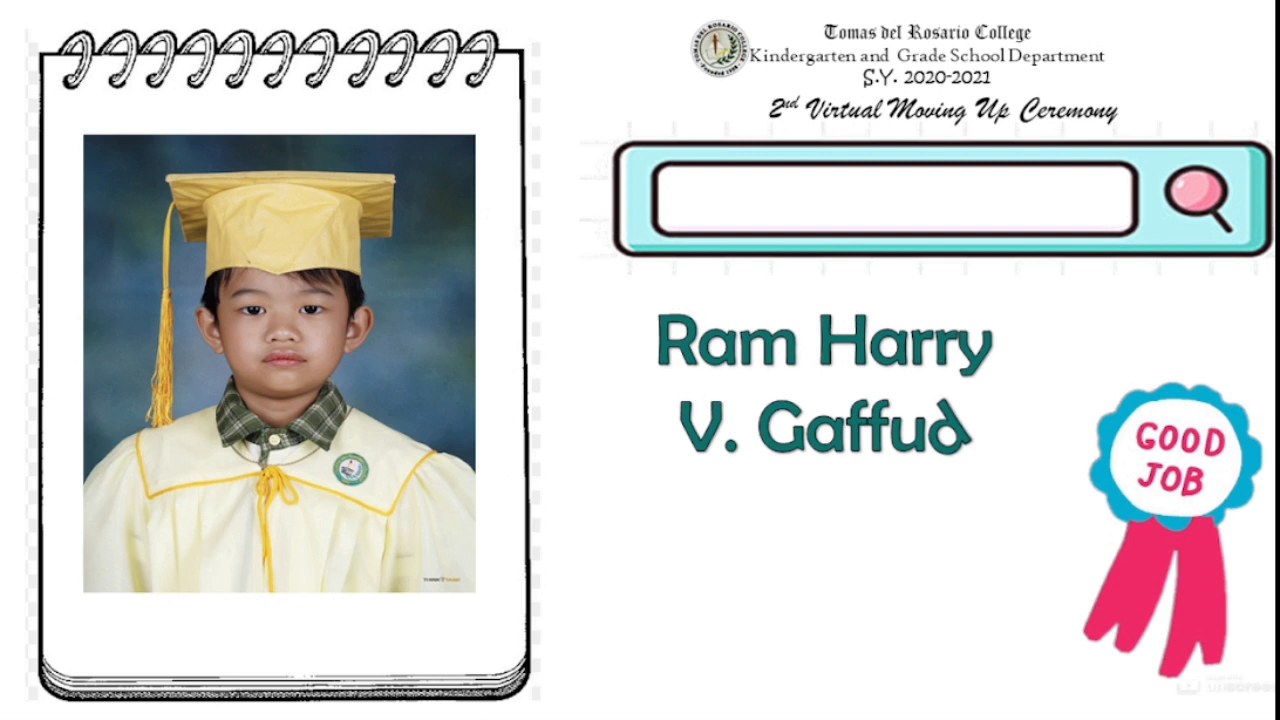 Tomas del Rosario College
Kindergarten and Grade School Department
S.Y. 2020-2021
2nd Virtual Moving Up Ceremony
Ram Harry
V. Gaffud
GOOD
JOB